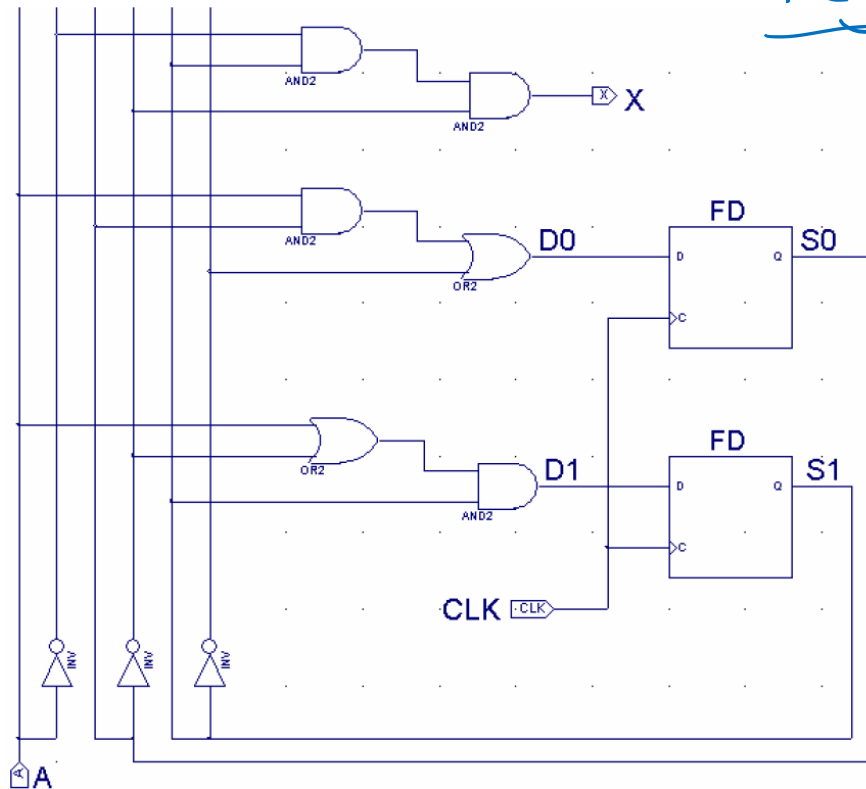 X X
AND2
AND2
FD
D0 S0
D Q
AND2
OR2
C
FD
D1 S1
OR2
D Q
AND2
C
CLK CLK
INV INV INV
A A